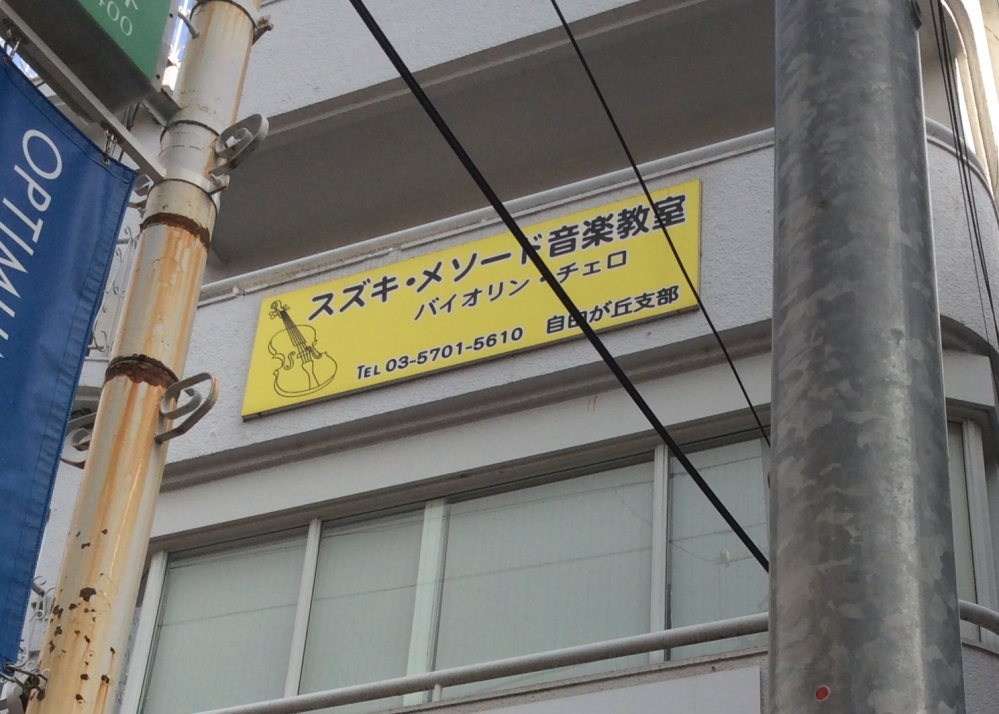 スズキ・メソード音楽教室
バイオリン・チェロ
TEL 03-5701-5610 自由が丘支部